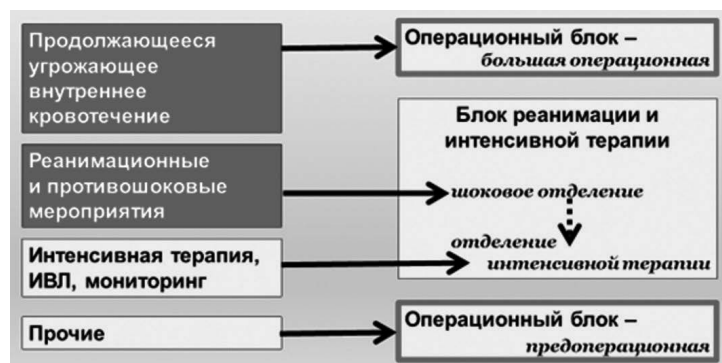 Продолжающееся
угрожающее
внутреннее
кровотечение
Операционный блок –
большая операционная
Реанимационные
и противошоковые
мероприятия
Блок реанимации и
интенсивной терапии
шоковое отделение
отделение
интенсивной терапии
Интенсивная терапия,
ИВЛ, мониторинг
Прочие
Операционный блок –
предоперационная